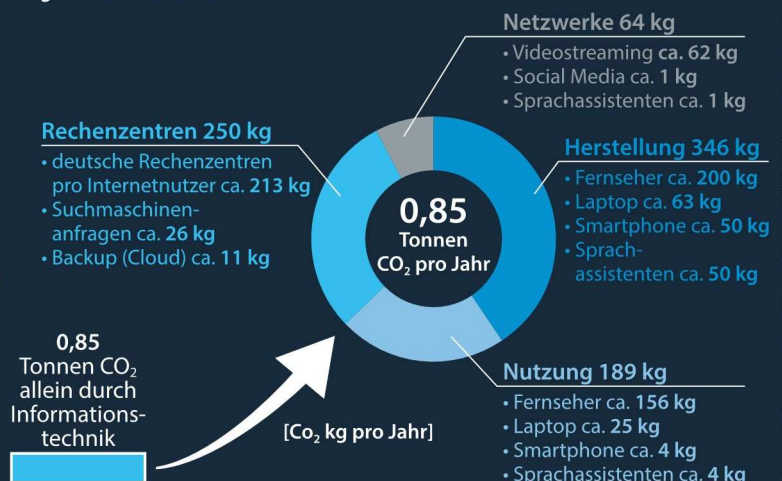 Netzwerke 64 kg
• Videostreaming ca. 62 kg
• Social Media ca. 1 kg
• Sprachassistenten ca. 1 kg
Rechenzentren 250 kg
• deutsche Rechenzentren
pro Internetnutzer ca. 213 kg
• Suchmaschinen-
anfragen ca. 26 kg
• Backup (Cloud) ca. 11 kg
Herstellung 346 kg
• Fernseher ca. 200 kg
• Laptop ca. 63 kg
• Smartphone ca. 50 kg
• Sprach-
assistenten ca. 50 kg
0,85
Tonnen
CO₂ pro Jahr
0,85
Tonnen CO₂
allein durch
Informations-
technik
[Co₂ kg pro Jahr]
Nutzung 189 kg
• Fernseher ca. 156 kg
• Laptop ca. 25 kg
• Smartphone ca. 4 kg
• Sprachassistenten ca. 4 kg